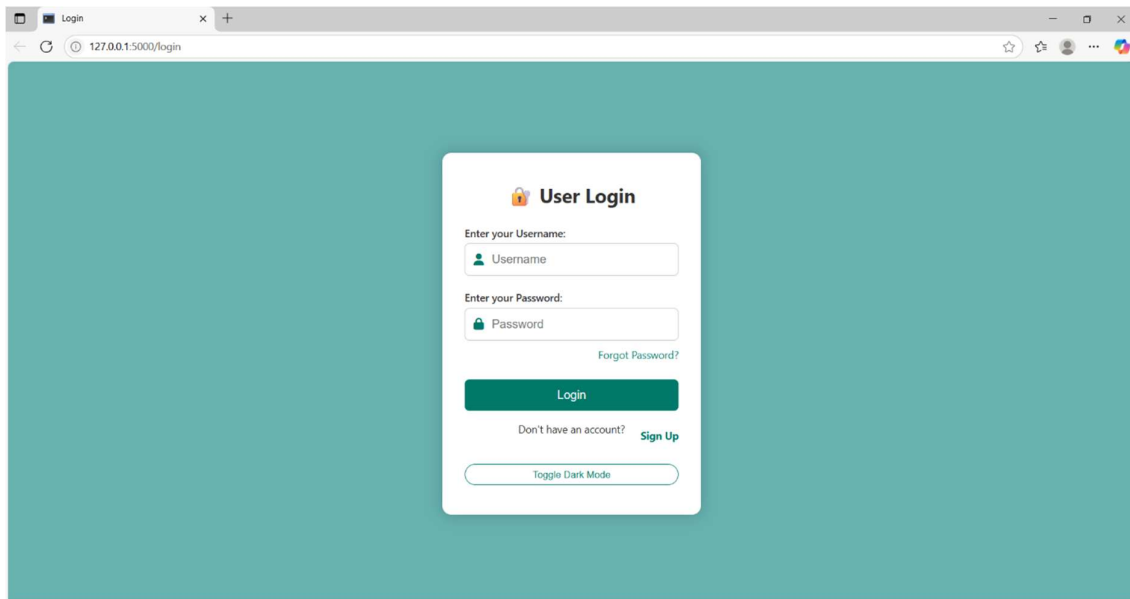 Login
127.0.0.1:5000/login
🔐 User Login
Enter your Username:
Username
Enter your Password:
Password
Forgot Password?
Login
Don't have an account? Sign Up
Toggle Dark Mode